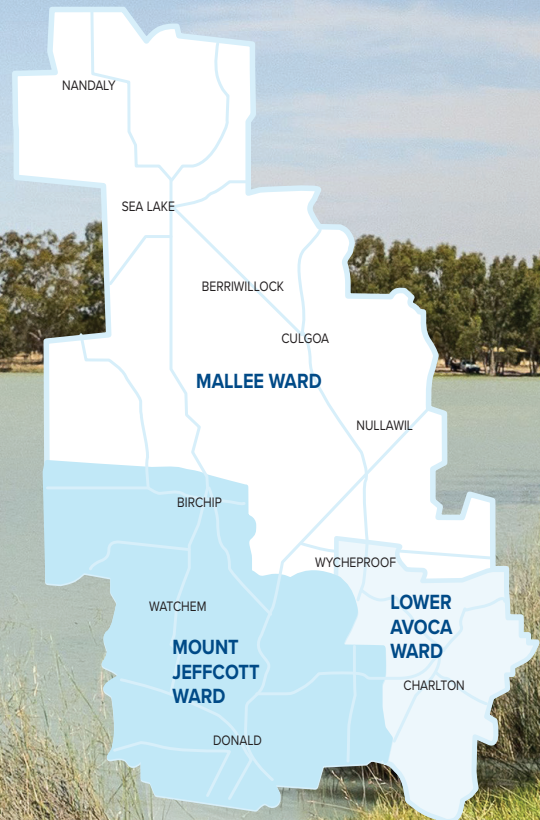 NANDALY
SEA LAKE
BERRIWILLOCK
CULGOA
MALLEE WARD
NULLAWIL
BIRCHIP
WYCHEPROOF
WATCHEM
LOWER
AVOCA
WARD
MOUNT
JEFFCOTT
WARD
CHARLTON
DONALD